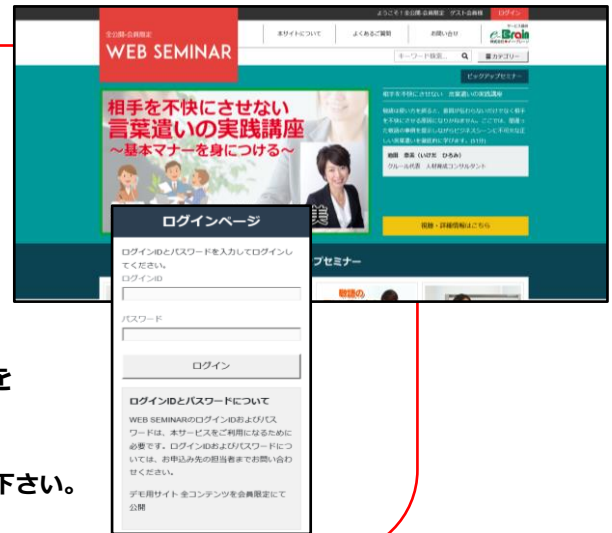 ようこそ！全公開-会員限定 ゲスト会員様 ログイン
全公開-会員限定
WEB SEMINAR
本サイトについて よくあるご質問 お問い合せ
サービス提供
e-Brain
キーワード検索... カテゴリー
ピックアップセミナー
相手を不快にさせない
言葉遣いの実践講座
～基本マナーを身につける～
相手を不快にさせない 言葉遣いの実践講座
池田 (いけだ ひろみ)
グルール代表 人材育成コンサルタント
視聴・詳細情報はこちら
美
プセミナー
敬語の
ログインページ
ログインIDとパスワードを入力してログインし
てください。
ログインID
パスワード
ログイン
ログインIDとパスワードについて
WEB SEMINARのログインIDおよびパス
ワードは、本サービスをご利用になるために
必要です。ログインIDおよびパスワードにつ
いては、お申込み先の担当者までお問い合わ
せください。
デモ用サイト 全コンテンツを会員限定にて
公開
を
下さい。